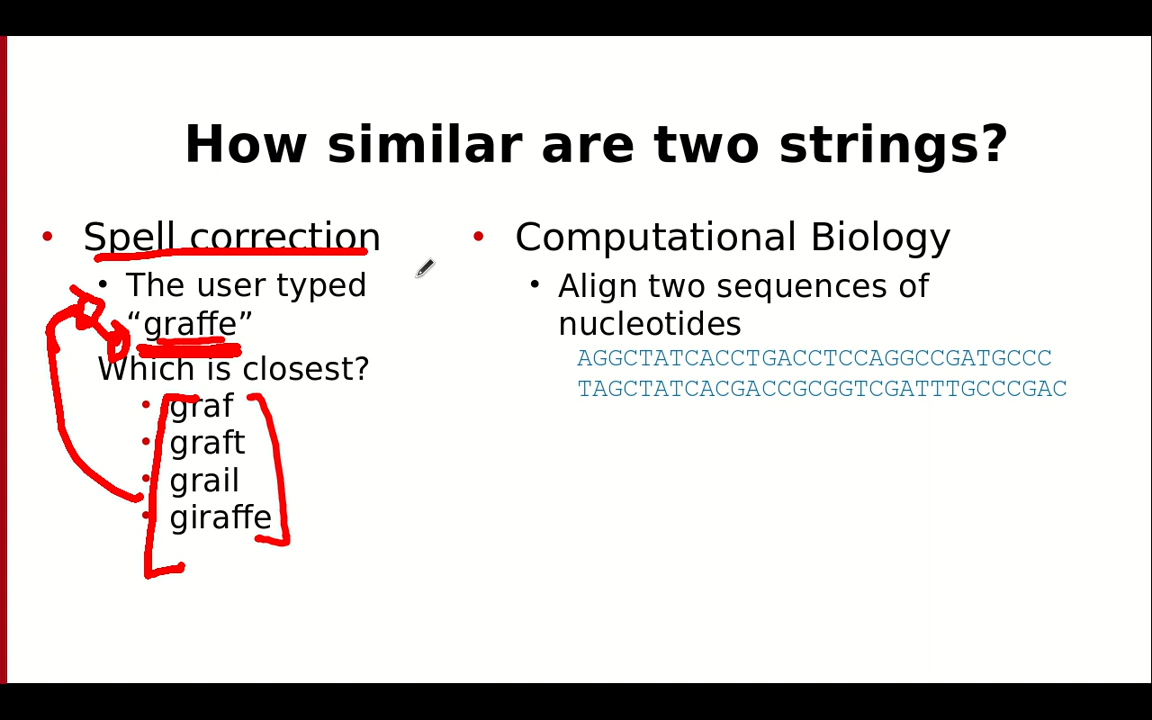 How similar are two strings?
• Spell correction
• The user typed
“graffe”
Which is closest?
• graf
• graft
• grail
• giraffe
• Computational Biology
• Align two sequences of
nucleotides
AGGCTATCACCTGACCTCCAGGCCGATGCCC
TAGCTATCACGACCGCGGTCGATTTGCCCGAC